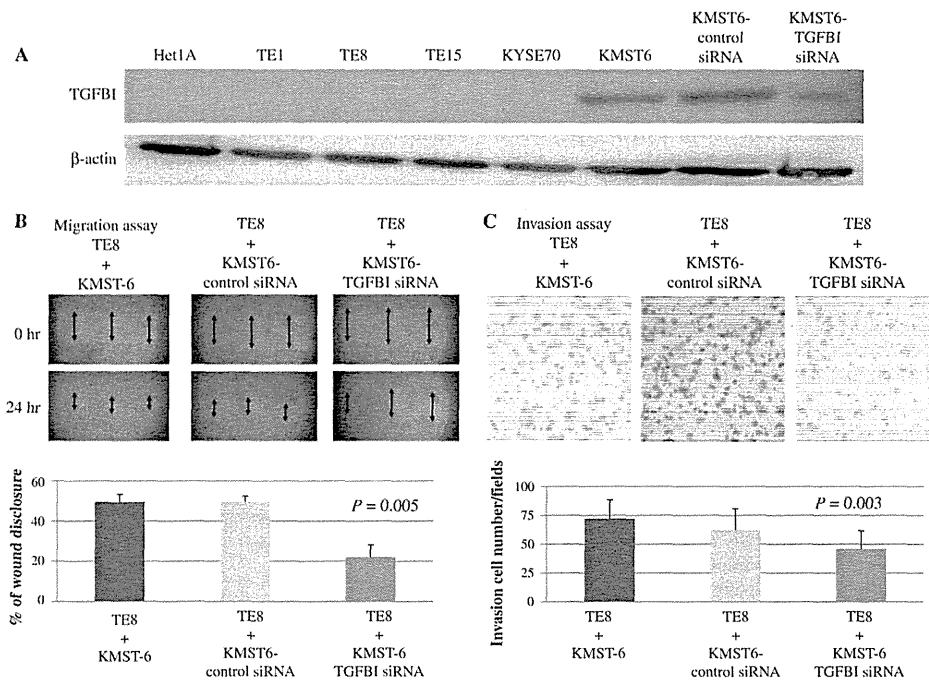 A
Het1A TE1 TE8 TE15 KYSE70 KMST6 KMST6-control siRNA KMST6-TGFBI siRNA
TGFBI
β-actin
B
Migration assay
TE8
+
KMST-6
TE8
+
KMST6-
control siRNA
TE8
+
KMST6-
TGFBI siRNA
0 hr
24 hr
% of wound disclosure
60
40
20
0
P = 0.005
TE8
+
KMST-6
TE8
+
KMST6-
control siRNA
TE8
+
KMST-6
TGFBI siRNA
C
Invasion assay
TE8
+
KMST-6
TE8
+
KMST6-
control siRNA
TE8
+
KMST6-
TGFBI siRNA
Invasion cell number/fields
100
75
50
25
0
P = 0.003
TE8
+
KMST-6
TE8
+
KMST6-
control siRNA
TE8
+
KMST-6
TGFBI siRNA